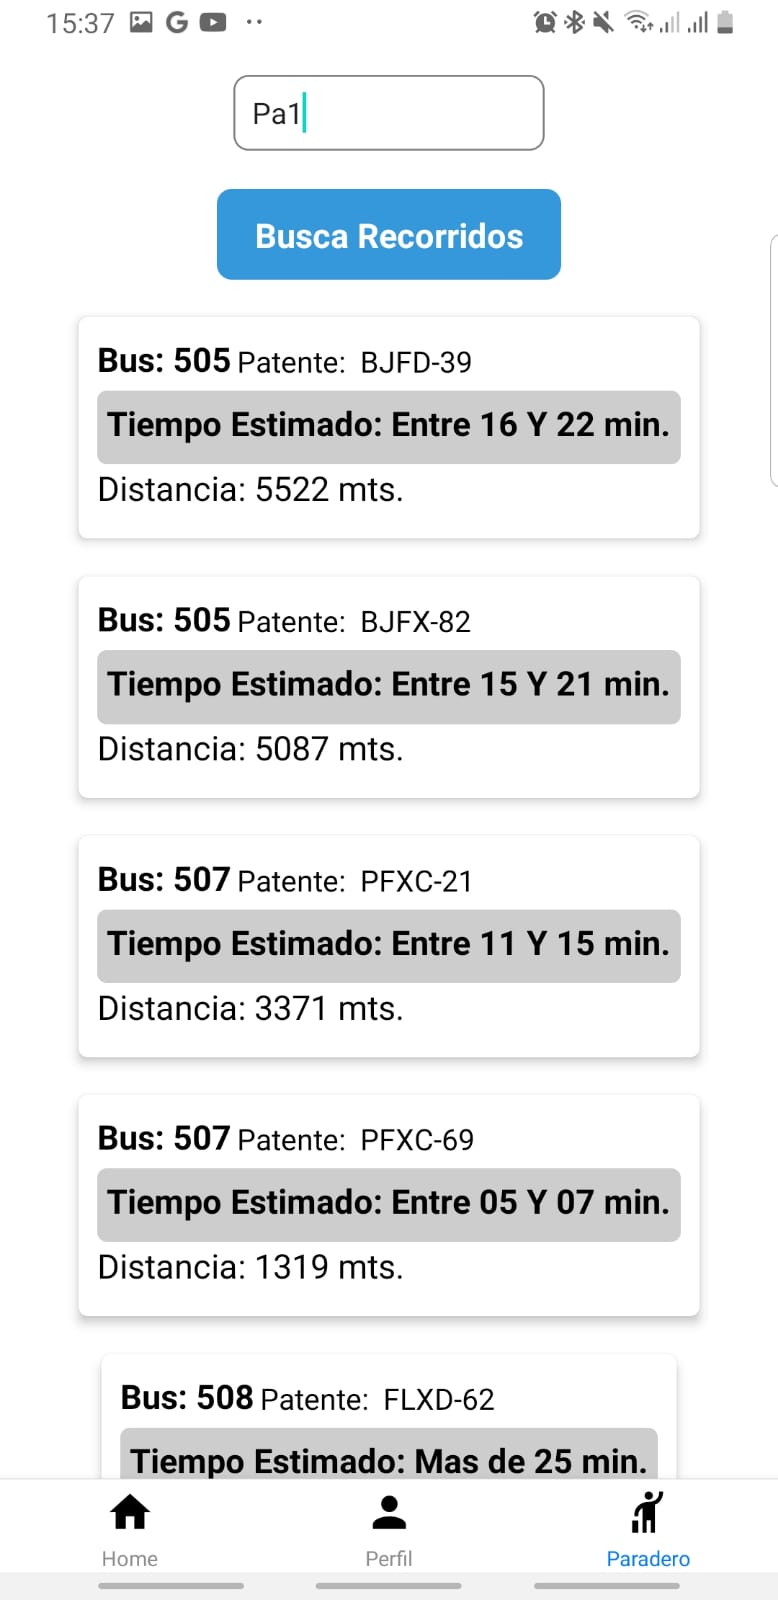 15:37
Pa1
Busca Recorridos
Bus: 505 Patente: BJFD-39
Tiempo Estimado: Entre 16 Y 22 min.
Distancia: 5522 mts.
Bus: 505 Patente: BJFX-82
Tiempo Estimado: Entre 15 Y 21 min.
Distancia: 5087 mts.
Bus: 507 Patente: PFXC-21
Tiempo Estimado: Entre 11 Y 15 min.
Distancia: 3371 mts.
Bus: 507 Patente: PFXC-69
Tiempo Estimado: Entre 05 Y 07 min.
Distancia: 1319 mts.
Bus: 508 Patente: FLXD-62
Tiempo Estimado: Mas de 25 min.
Home Perfil Paradero